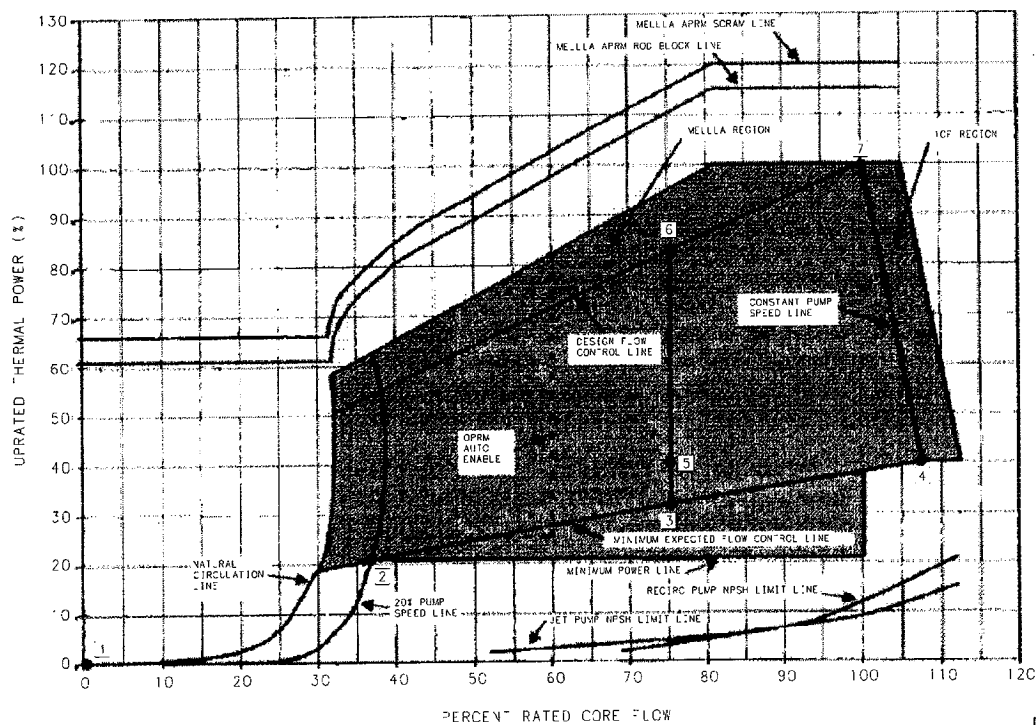 MELLLA APRM SCRAM LINE
MELLLA APRM ROD BLOCK LINE
MELLLA REGION
ICF REGION
130
120
110
100
90
80
70
60
50
40
30
20
10
0
UPRATED THERMAL POWER (%)
7
6
CONSTANT PUMP
SPEED LINE
DESIGN FLOW
CONTROL LINE
OPRM
AUTO
ENABLE
5
4
3
MINIMUM EXPECTED FLOW CONTROL LINE
NATURAL
CIRCULATION
LINE
2
MINIMUM POWER LINE
20% PUMP
SPEED LINE
RECIRC PUMP NPSH LIMIT LINE
JET PUMP NPSH LIMIT LINE
1
0 10 20 30 40 50 60 70 80 90 100 110 120
PERCENT RATED CORE FLOW